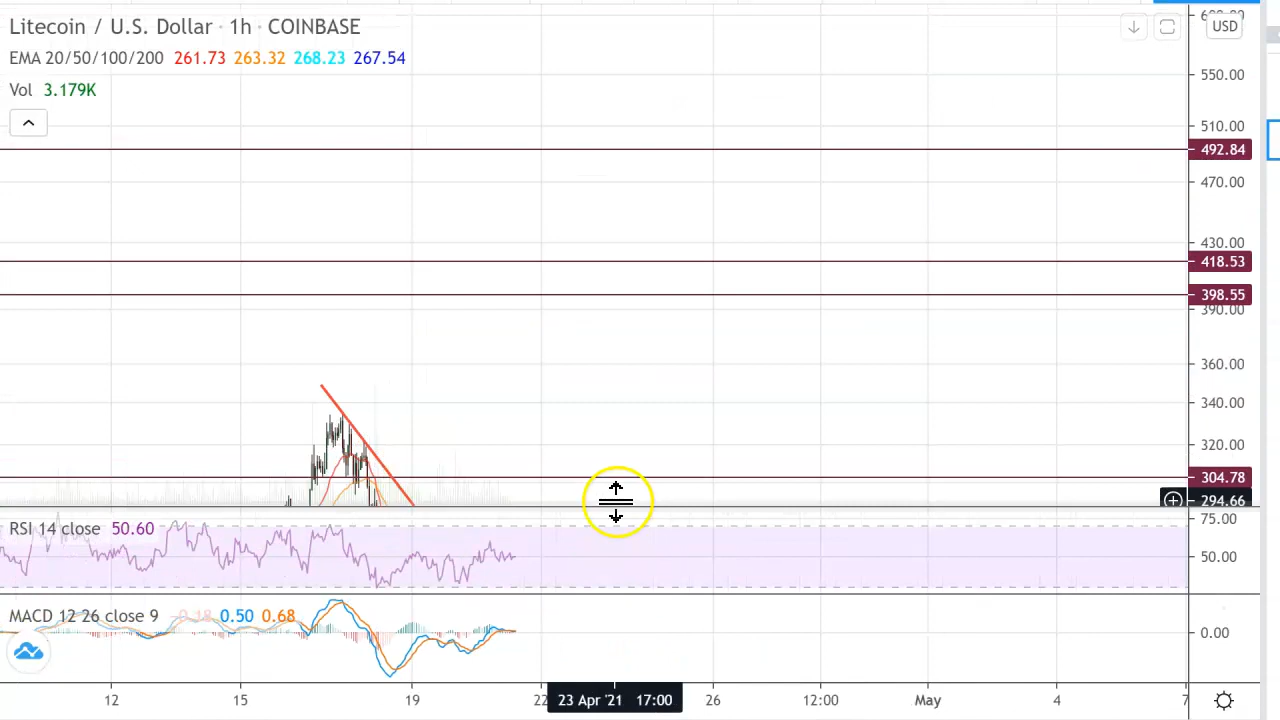 Litecoin / U.S. Dollar · 1h · COINBASE
EMA 20/50/100/200 261.73 263.32 268.23 267.54
Vol 3.179K
USD
550.00
510.00
492.84
470.00
430.00
418.53
398.55
390.00
360.00
340.00
320.00
304.78
294.66
RSI 14 close 50.60
75.00
50.00
MACD 12 26 close 9 -0.18 0.50 0.68
0.00
12 15 19 22 23 Apr '21 17:00 26 12:00 May 4 7